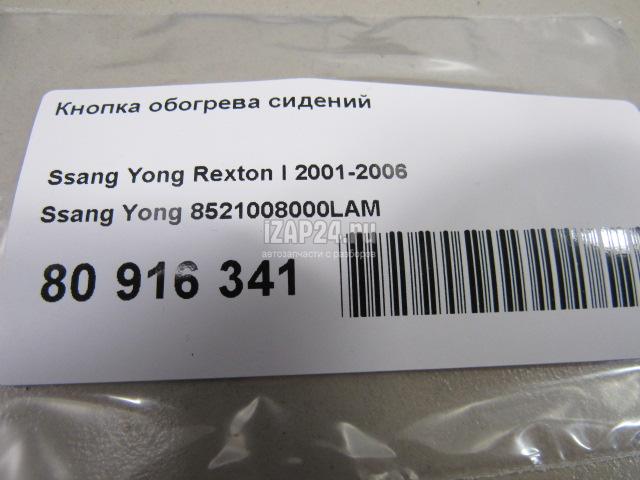 Кнопка обогрева сидений
Ssang Yong Rexton I 2001-2006
Ssang Yong 8521008000LAM
iZAP24.ru
автозапчасти с разборов
80 916 341